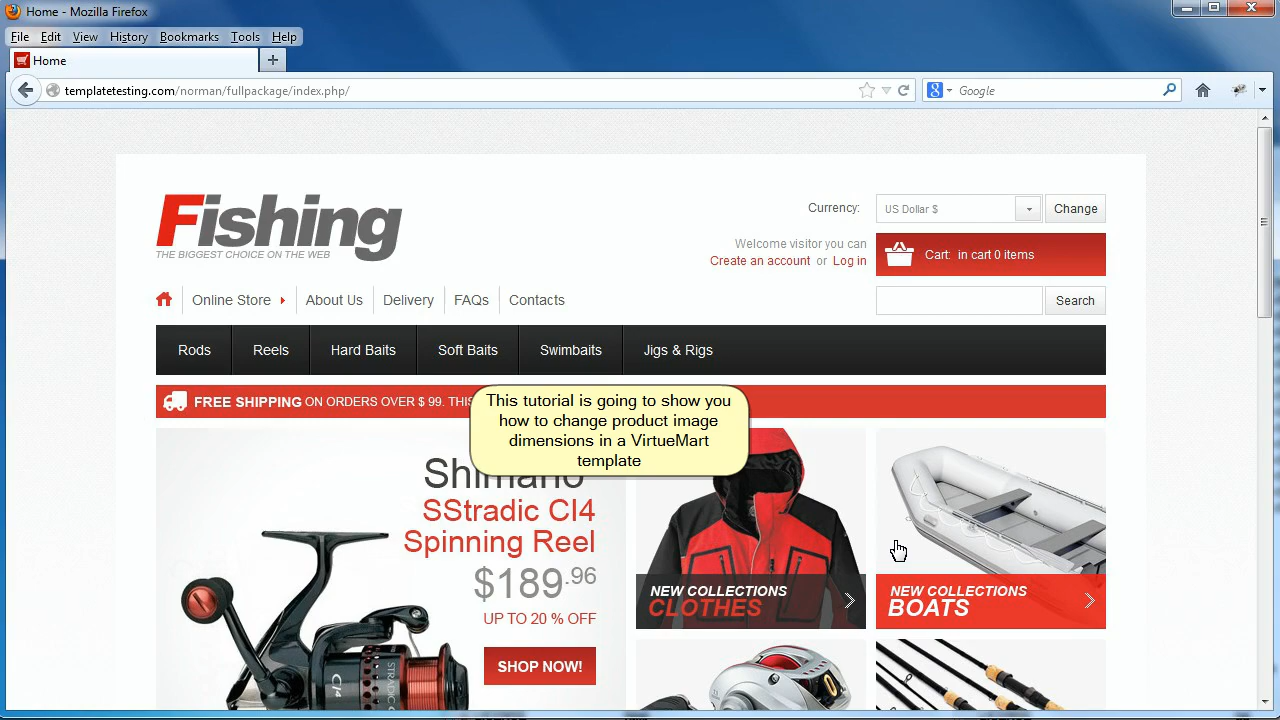 Home - Mozilla Firefox
File Edit View History Bookmarks Tools Help
Home
templatetesting.com/norman/fullpackage/index.php/
Google
Fishing
THE BIGGEST CHOICE ON THE WEB
Currency: US Dollar $ Change
Welcome visitor you can
Create an account or Log in
Cart: in cart 0 items
Online Store About Us Delivery FAQs Contacts
Search
Rods Reels Hard Baits Soft Baits Swimbaits Jigs & Rigs
FREE SHIPPING ON ORDERS OVER $ 99.
This tutorial is going to show you
how to change product image
dimensions in a VirtueMart
template
Shimano
SStradic CI4
Spinning Reel
$189.96
UP TO 20 % OFF
SHOP NOW!
NEW COLLECTIONS
CLOTHES
NEW COLLECTIONS
BOATS
CI4